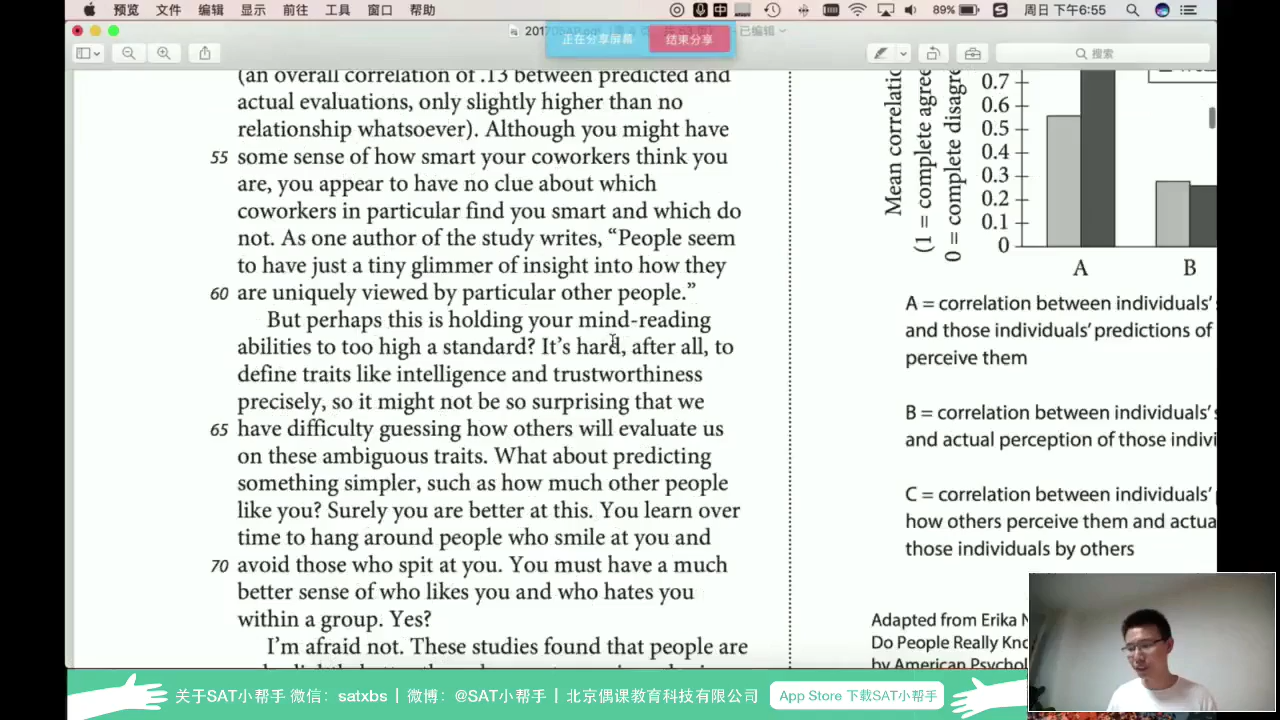 预览 文件 编辑 显示 前往 工具 窗口 帮助
89%
周日 下午6:55
正在分享屏幕
结束分享
已编辑
搜索
(an overall correlation of .13 between predicted and
actual evaluations, only slightly higher than no
relationship whatsoever). Although you might have
55 some sense of how smart your coworkers think you
are, you appear to have no clue about which
coworkers in particular find you smart and which do
not. As one author of the study writes, “People seem
to have just a tiny glimmer of insight into how they
60 are uniquely viewed by particular other people.”
But perhaps this is holding your mind-reading
abilities to too high a standard? It’s hard, after all, to
define traits like intelligence and trustworthiness
precisely, so it might not be so surprising that we
65 have difficulty guessing how others will evaluate us
on these ambiguous traits. What about predicting
something simpler, such as how much other people
like you? Surely you are better at this. You learn over
time to hang around people who smile at you and
70 avoid those who spit at you. You must have a much
better sense of who likes you and who hates you
within a group. Yes?
I’m afraid not. These studies found that people are
Mean correlatio
(1 = complete agree
0 = complete disagre
0.7
0.6
0.5
0.4
0.3
0.2
0.1
0
A
B
A = correlation between individuals’
and those individuals’ predictions of
perceive them
B = correlation between individuals’
and actual perception of those indivi
C = correlation between individuals’
how others perceive them and actua
those individuals by others
Adapted from Erika
Do People Really Kno
by American Psychol
关于SAT小帮手 微信：satxbs | 微博：@SAT小帮手 | 北京偶课教育科技有限公司
App Store 下载SAT小帮手